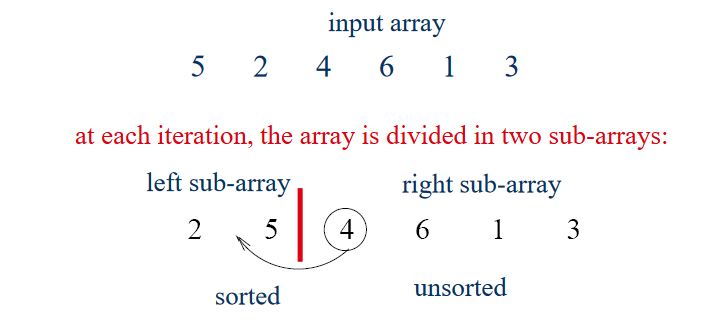 input array
5 2 4 6 1 3
at each iteration, the array is divided in two sub-arrays:
left sub-array right sub-array
2 5 4 6 1 3
sorted unsorted